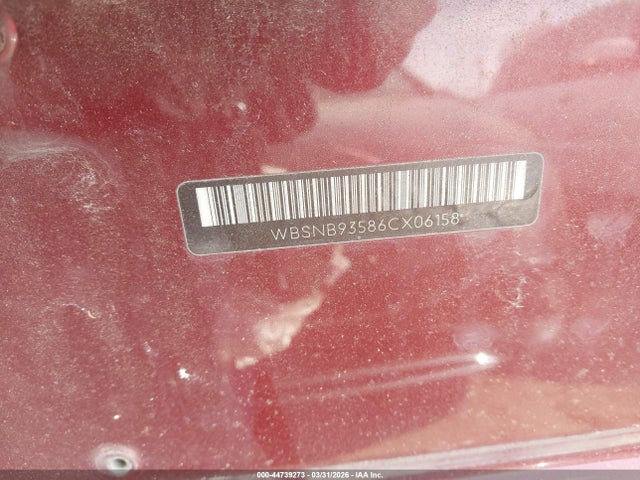 WBSNB93586CX06158
000-44739273 | 03/31/2026 | IAA Inc.